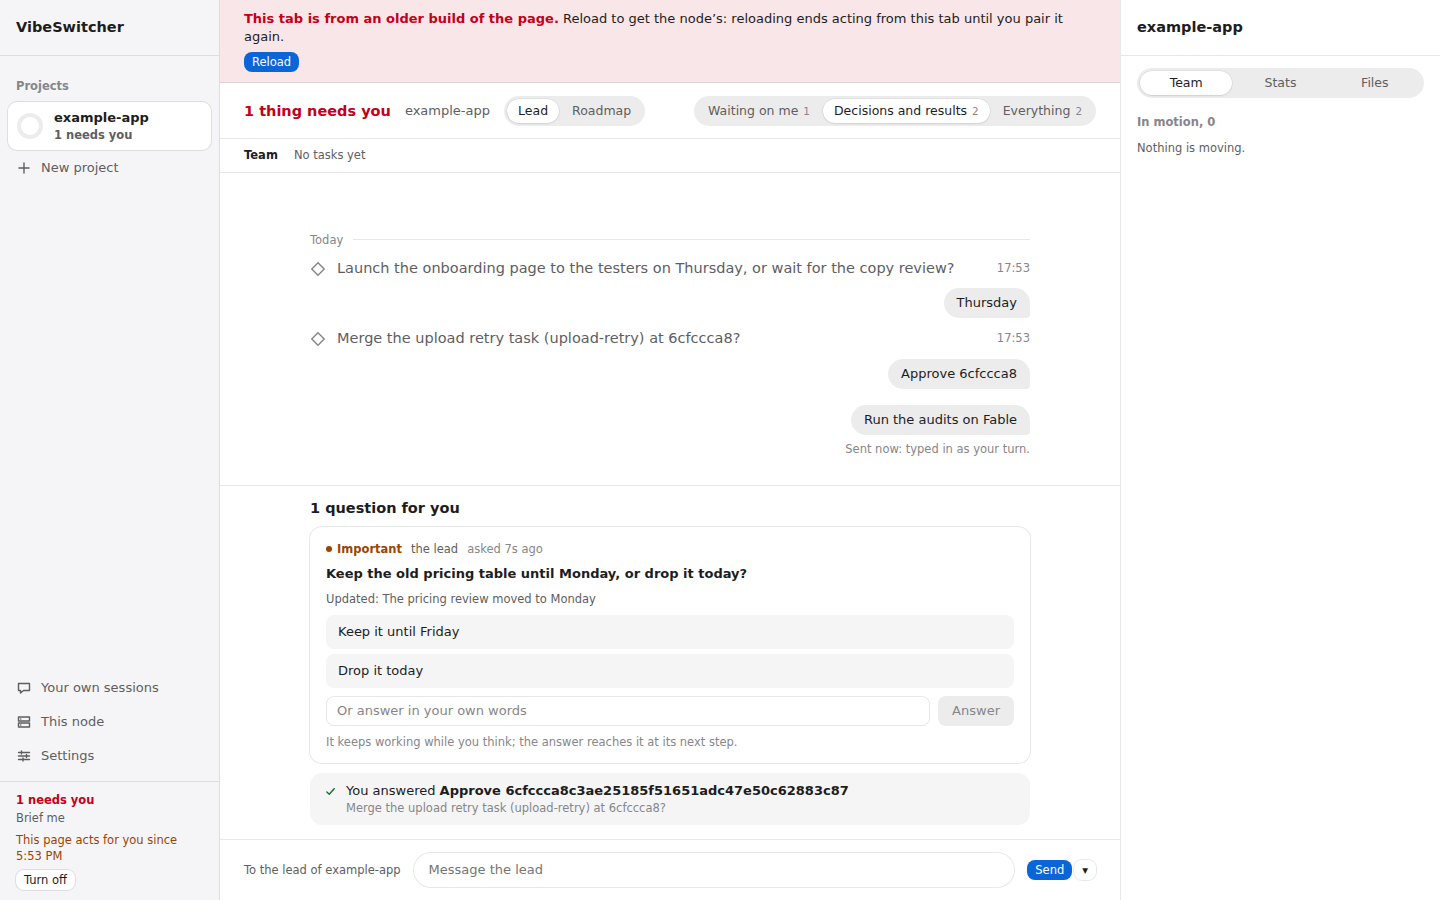 VibeSwitcher
Projects
example-app
1 needs you
New project
Your own sessions
This node
Settings
1 needs you
Brief me
This page acts for you since
5:53 PM
Turn off
This tab is from an older build of the page. Reload to get the node’s: reloading ends acting from this tab until you pair it
again.
Reload
1 thing needs you example-app Lead Roadmap Waiting on me 1 Decisions and results 2 Everything 2
Team No tasks yet
Today
Launch the onboarding page to the testers on Thursday, or wait for the copy review? 17:53
Thursday
Merge the upload retry task (upload-retry) at 6cfccca8? 17:53
Approve 6cfccca8
Run the audits on Fable
Sent now: typed in as your turn.
1 question for you
Important the lead asked 7s ago
Keep the old pricing table until Monday, or drop it today?
Updated: The pricing review moved to Monday
Keep it until Friday
Drop it today
Or answer in your own words Answer
It keeps working while you think; the answer reaches it at its next step.
You answered Approve 6cfccca8c3ae25185f51651adc47e50c62883c87
Merge the upload retry task (upload-retry) at 6cfccca8?
To the lead of example-app Message the lead Send
example-app
Team Stats Files
In motion, 0
Nothing is moving.